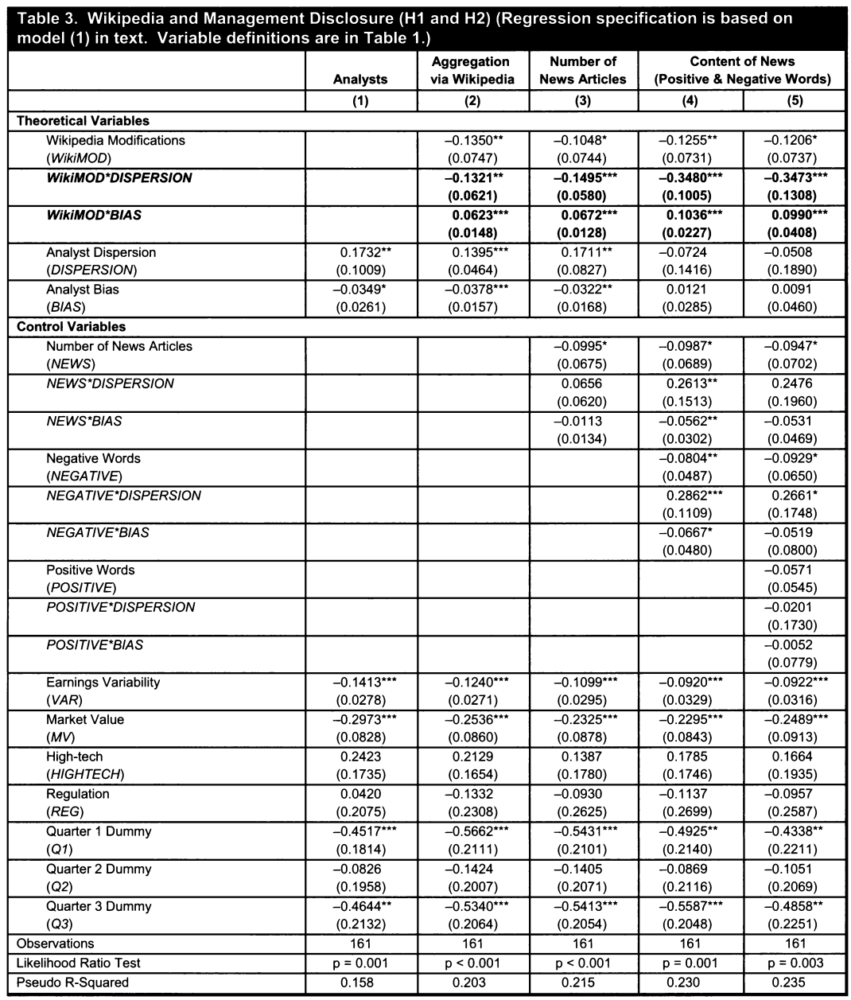 Table 3. Wikipedia and Management Disclosure (H1 and H2) (Regression specification is based on
model (1) in text. Variable definitions are in Table 1.)
Analysts Aggregation via Wikipedia Number of News Articles Content of News (Positive & Negative Words)
(1) (2) (3) (4) (5)
Theoretical Variables
Wikipedia Modifications –0.1350** –0.1048* –0.1255** –0.1206*
(WikiMOD) (0.0747) (0.0744) (0.0731) (0.0737)
WikiMOD*DISPERSION –0.1321** –0.1495*** –0.3480*** –0.3473***
(0.0621) (0.0580) (0.1005) (0.1308)
WikiMOD*BIAS 0.0623*** 0.0672*** 0.1036*** 0.0990***
(0.0148) (0.0128) (0.0227) (0.0408)
Analyst Dispersion 0.1732** 0.1395*** 0.1711** –0.0724 –0.0508
(DISPERSION) (0.1009) (0.0464) (0.0827) (0.1416) (0.1890)
Analyst Bias –0.0349* –0.0378*** –0.0322** 0.0121 0.0091
(BIAS) (0.0261) (0.0157) (0.0168) (0.0285) (0.0460)
Control Variables
Number of News Articles –0.0995* –0.0987* –0.0947*
(NEWS) (0.0675) (0.0689) (0.0702)
NEWS*DISPERSION 0.0656 0.2613** 0.2476
(0.0620) (0.1513) (0.1960)
NEWS*BIAS –0.0113 –0.0562** –0.0531
(0.0134) (0.0302) (0.0469)
Negative Words –0.0804** –0.0929*
(NEGATIVE) (0.0487) (0.0650)
NEGATIVE*DISPERSION 0.2862*** 0.2661*
(0.1109) (0.1748)
NEGATIVE*BIAS –0.0667* –0.0519
(0.0480) (0.0800)
Positive Words –0.0571
(POSITIVE) (0.0545)
POSITIVE*DISPERSION –0.0201
(0.1730)
POSITIVE*BIAS –0.0052
(0.0779)
Earnings Variability –0.1413*** –0.1240*** –0.1099*** –0.0920*** –0.0922***
(VAR) (0.0278) (0.0271) (0.0295) (0.0329) (0.0316)
Market Value –0.2973*** –0.2536*** –0.2325*** –0.2295*** –0.2489***
(MV) (0.0828) (0.0860) (0.0878) (0.0843) (0.0913)
High-tech 0.2423 0.2129 0.1387 0.1785 0.1664
(HIGHTECH) (0.1735) (0.1654) (0.1780) (0.1746) (0.1935)
Regulation 0.0420 –0.1332 –0.0930 –0.1137 –0.0957
(REG) (0.2075) (0.2308) (0.2625) (0.2699) (0.2587)
Quarter 1 Dummy –0.4517*** –0.5662*** –0.5431*** –0.4925** –0.4338**
(Q1) (0.1814) (0.2111) (0.2101) (0.2140) (0.2211)
Quarter 2 Dummy –0.0826 –0.1424 –0.1405 –0.0869 –0.1051
(Q2) (0.1958) (0.2007) (0.2071) (0.2116) (0.2069)
Quarter 3 Dummy –0.4644** –0.5340*** –0.5413*** –0.5587*** –0.4858**
(Q3) (0.2132) (0.2064) (0.2054) (0.2048) (0.2251)
Observations 161 161 161 161 161
Likelihood Ratio Test p = 0.001 p < 0.001 p < 0.001 p = 0.001 p = 0.003
Pseudo R-Squared 0.158 0.203 0.215 0.230 0.235